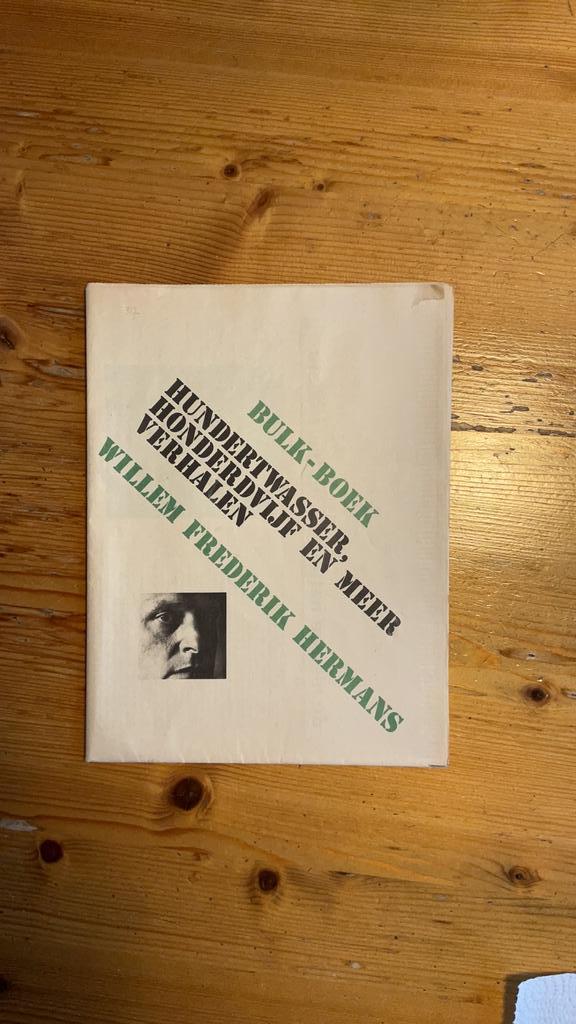 BULK-BOEK
HUNDERTWASSER,
HONDERDVIJF EN MEER
VERHALEN
WILLEM FREDERIK HERMANS